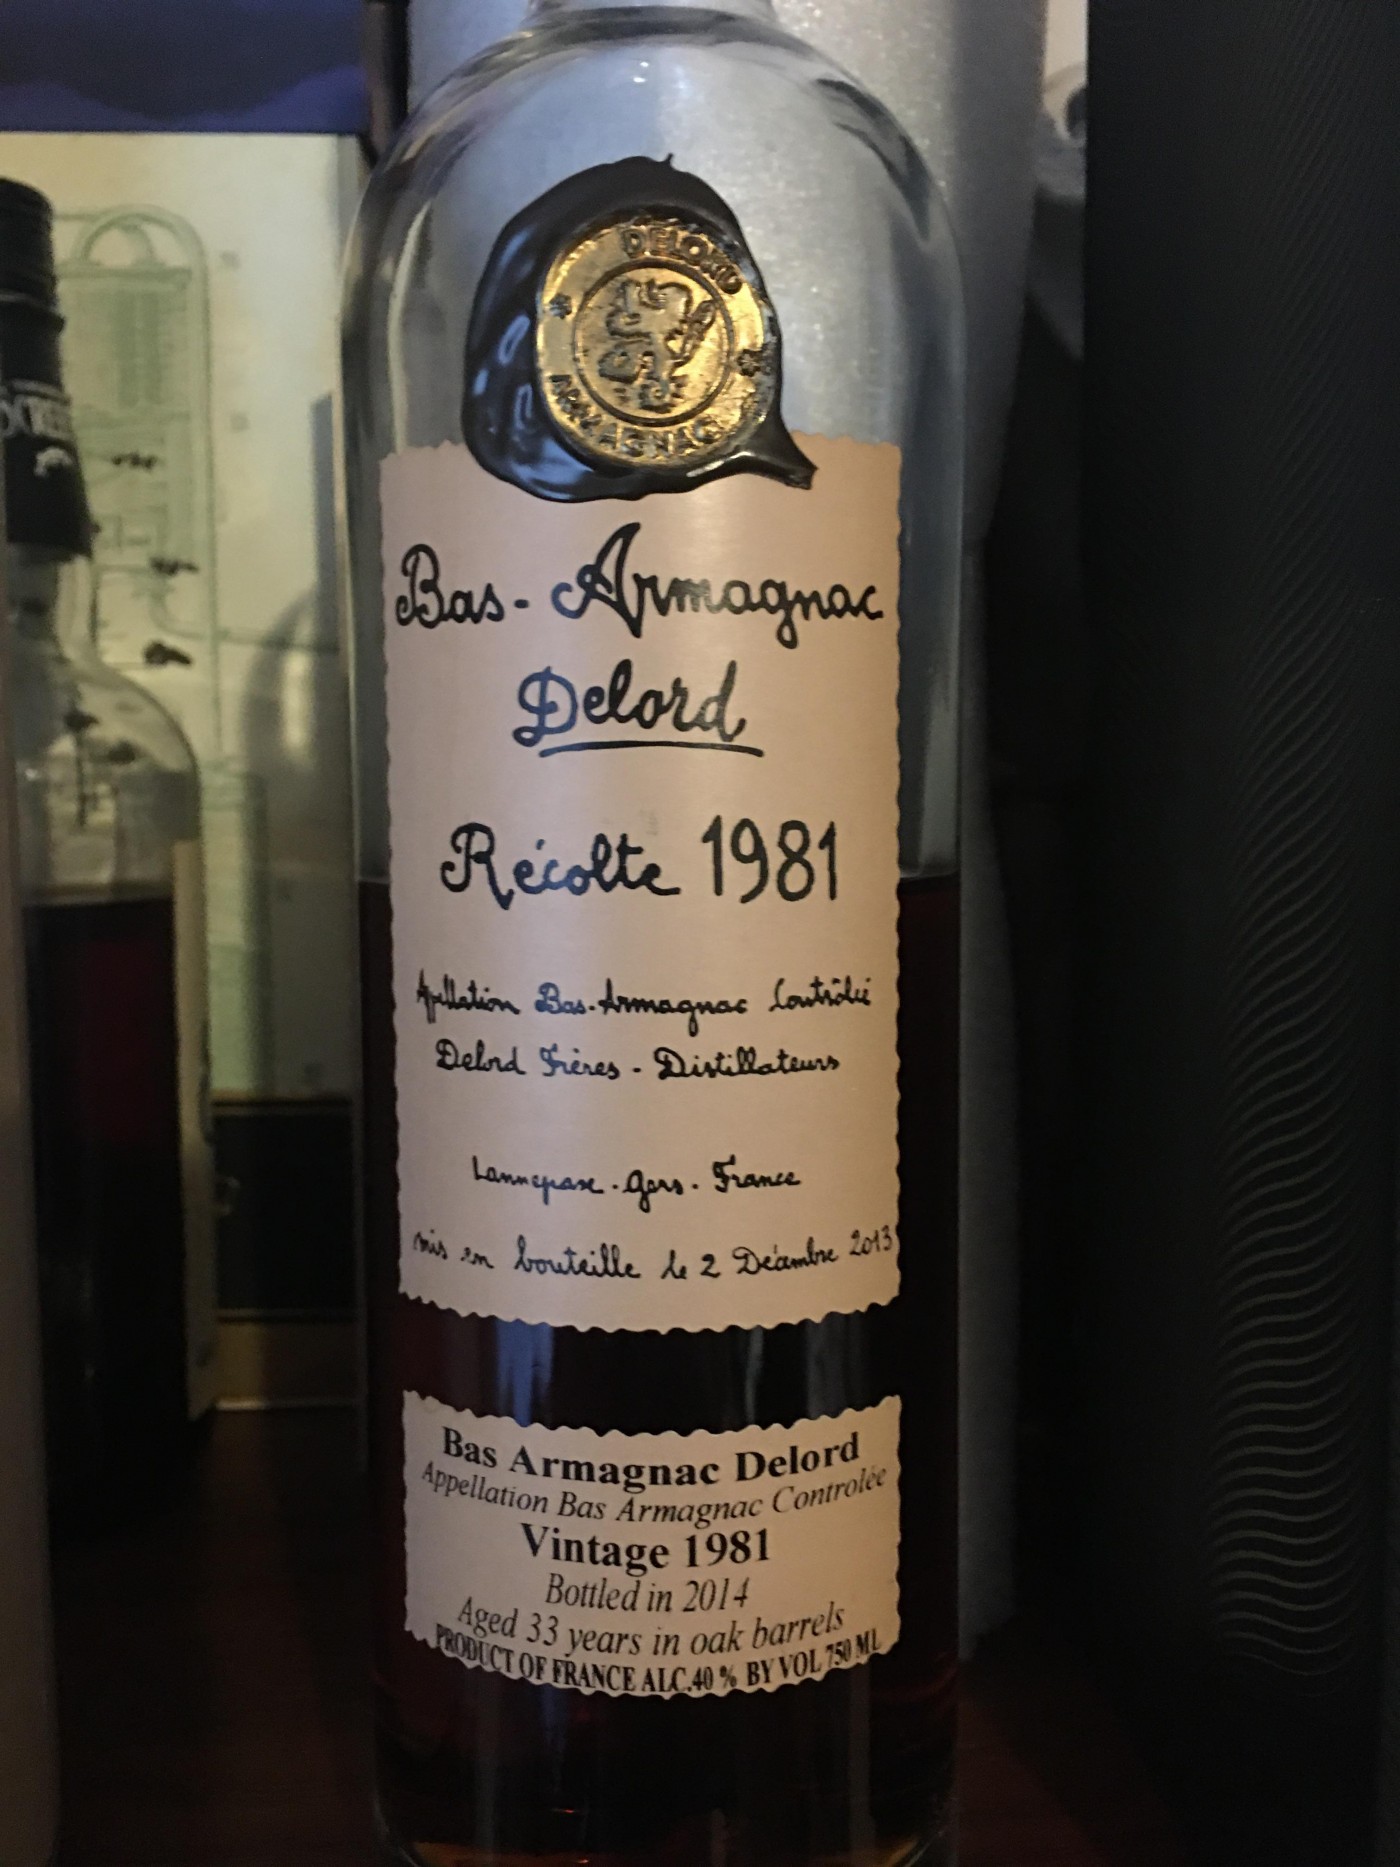 DELORD
ARMAGNAC
Bas-Armagnac
Delord
Récolte 1981
Apellation Bas-Armagnac Contrôlée
Delord Frères - Distillateurs
Lannepax - Gers - France
mis en bouteille le 2 Décembre 2013
Bas Armagnac Delord
Appellation Bas Armagnac Controlée
Vintage 1981
Bottled in 2014
Aged 33 years in oak barrels
PRODUCT OF FRANCE ALC.40 % BY VOL 750 ML